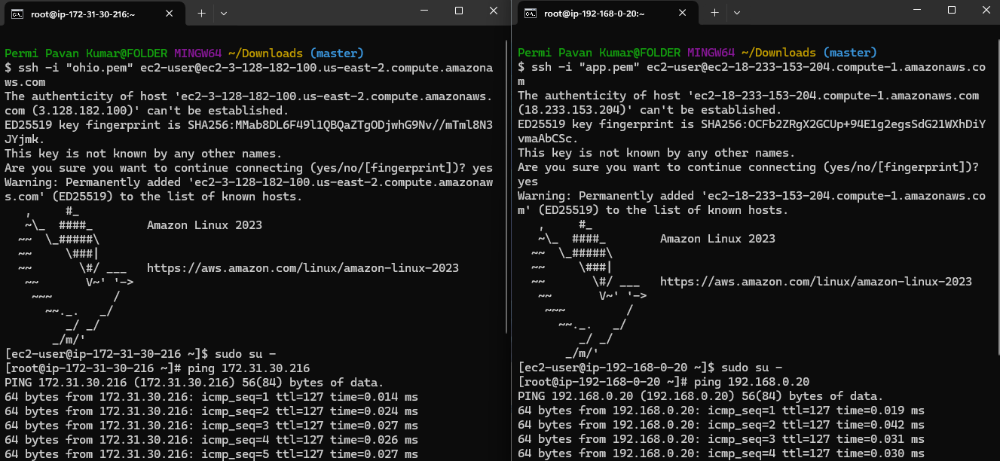 root@ip-172-31-30-216:~
Permi Pavan Kumar@FOLDER MINGW64 ~/Downloads (master)
$ ssh -i "ohio.pem" ec2-user@ec2-3-128-182-100.us-east-2.compute.amazona
ws.com
The authenticity of host 'ec2-3-128-182-100.us-east-2.compute.amazonaws.
com (3.128.182.100)' can't be established.
ED25519 key fingerprint is SHA256:MMab8DL6F49l1QBQaZTgODjwhG9Nv//mTml8N3
JYjmk.
This key is not known by any other names.
Are you sure you want to continue connecting (yes/no/[fingerprint])? yes
Warning: Permanently added 'ec2-3-128-182-100.us-east-2.compute.amazonaw
s.com' (ED25519) to the list of known hosts.
   ,     #_
   ~\_  ####_        Amazon Linux 2023
  ~~  \_#####\
  ~~     \###|
  ~~       \#/ ___   https://aws.amazon.com/linux/amazon-linux-2023
   ~~       V~' '->
    ~~~         /
      ~~._.   _/
         _/ _/
       _/m/'
[ec2-user@ip-172-31-30-216 ~]$ sudo su -
[root@ip-172-31-30-216 ~]# ping 172.31.30.216
PING 172.31.30.216 (172.31.30.216) 56(84) bytes of data.
64 bytes from 172.31.30.216: icmp_seq=1 ttl=127 time=0.014 ms
64 bytes from 172.31.30.216: icmp_seq=2 ttl=127 time=0.024 ms
64 bytes from 172.31.30.216: icmp_seq=3 ttl=127 time=0.027 ms
64 bytes from 172.31.30.216: icmp_seq=4 ttl=127 time=0.026 ms
64 bytes from 172.31.30.216: icmp_seq=5 ttl=127 time=0.027 ms
root@ip-192-168-0-20:~
Permi Pavan Kumar@FOLDER MINGW64 ~/Downloads (master)
$ ssh -i "app.pem" ec2-user@ec2-18-233-153-204.compute-1.amazonaws.co
m
The authenticity of host 'ec2-18-233-153-204.compute-1.amazonaws.com
(18.233.153.204)' can't be established.
ED25519 key fingerprint is SHA256:OCFb2ZRgX2GCUp+94E1g2egsSdG21WXhDiY
vmaAbCSc.
This key is not known by any other names.
Are you sure you want to continue connecting (yes/no/[fingerprint])?
yes
Warning: Permanently added 'ec2-18-233-153-204.compute-1.amazonaws.co
m' (ED25519) to the list of known hosts.
   ,     #_
   ~\_  ####_        Amazon Linux 2023
  ~~  \_#####\
  ~~     \###|
  ~~       \#/ ___   https://aws.amazon.com/linux/amazon-linux-2023
   ~~       V~' '->
    ~~~         /
      ~~._.   _/
         _/ _/
       _/m/'
[ec2-user@ip-192-168-0-20 ~]$ sudo su -
[root@ip-192-168-0-20 ~]# ping 192.168.0.20
PING 192.168.0.20 (192.168.0.20) 56(84) bytes of data.
64 bytes from 192.168.0.20: icmp_seq=1 ttl=127 time=0.019 ms
64 bytes from 192.168.0.20: icmp_seq=2 ttl=127 time=0.042 ms
64 bytes from 192.168.0.20: icmp_seq=3 ttl=127 time=0.031 ms
64 bytes from 192.168.0.20: icmp_seq=4 ttl=127 time=0.030 ms